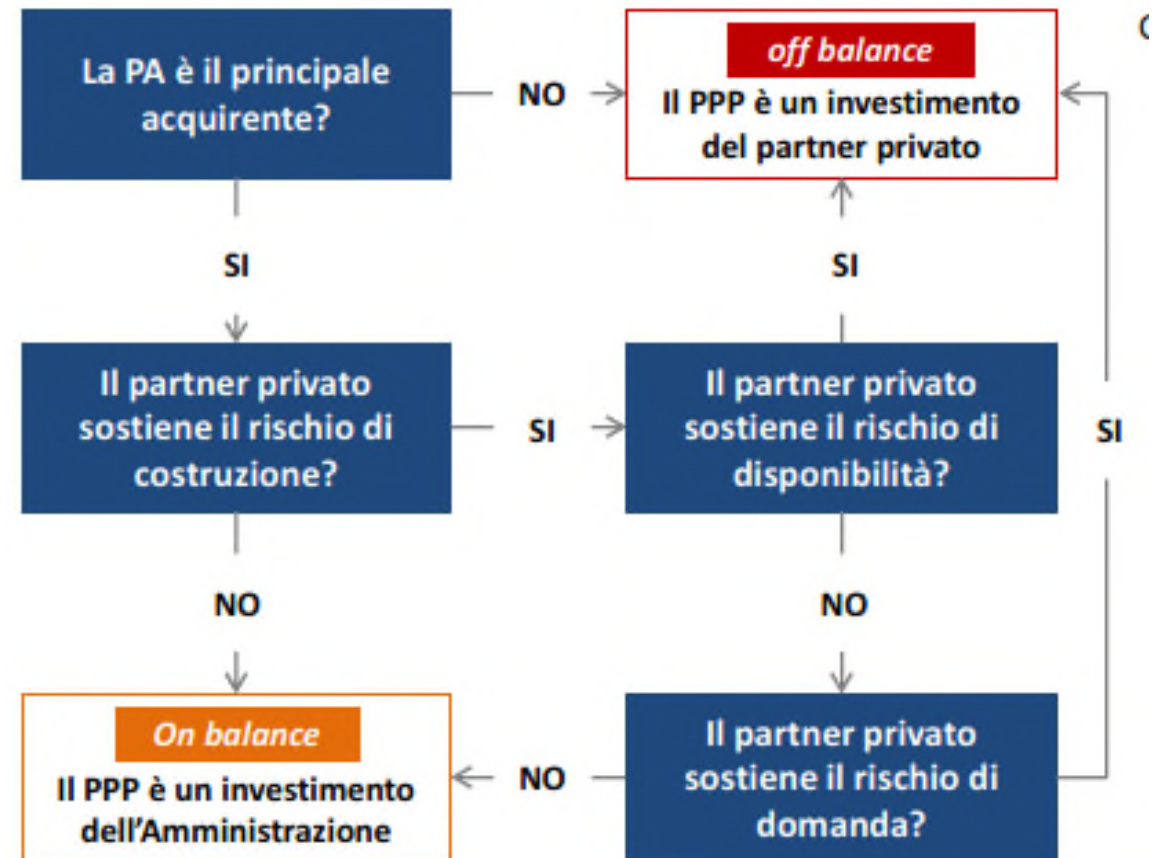 La PA è il principale
acquirente?
NO
off balance
Il PPP è un investimento
del partner privato
SI
SI
Il partner privato
sostiene il rischio di
costruzione?
SI
Il partner privato
sostiene il rischio di
disponibilità?
SI
NO
NO
On balance
Il PPP è un investimento
dell'Amministrazione
NO
Il partner privato
sostiene il rischio di
domanda?